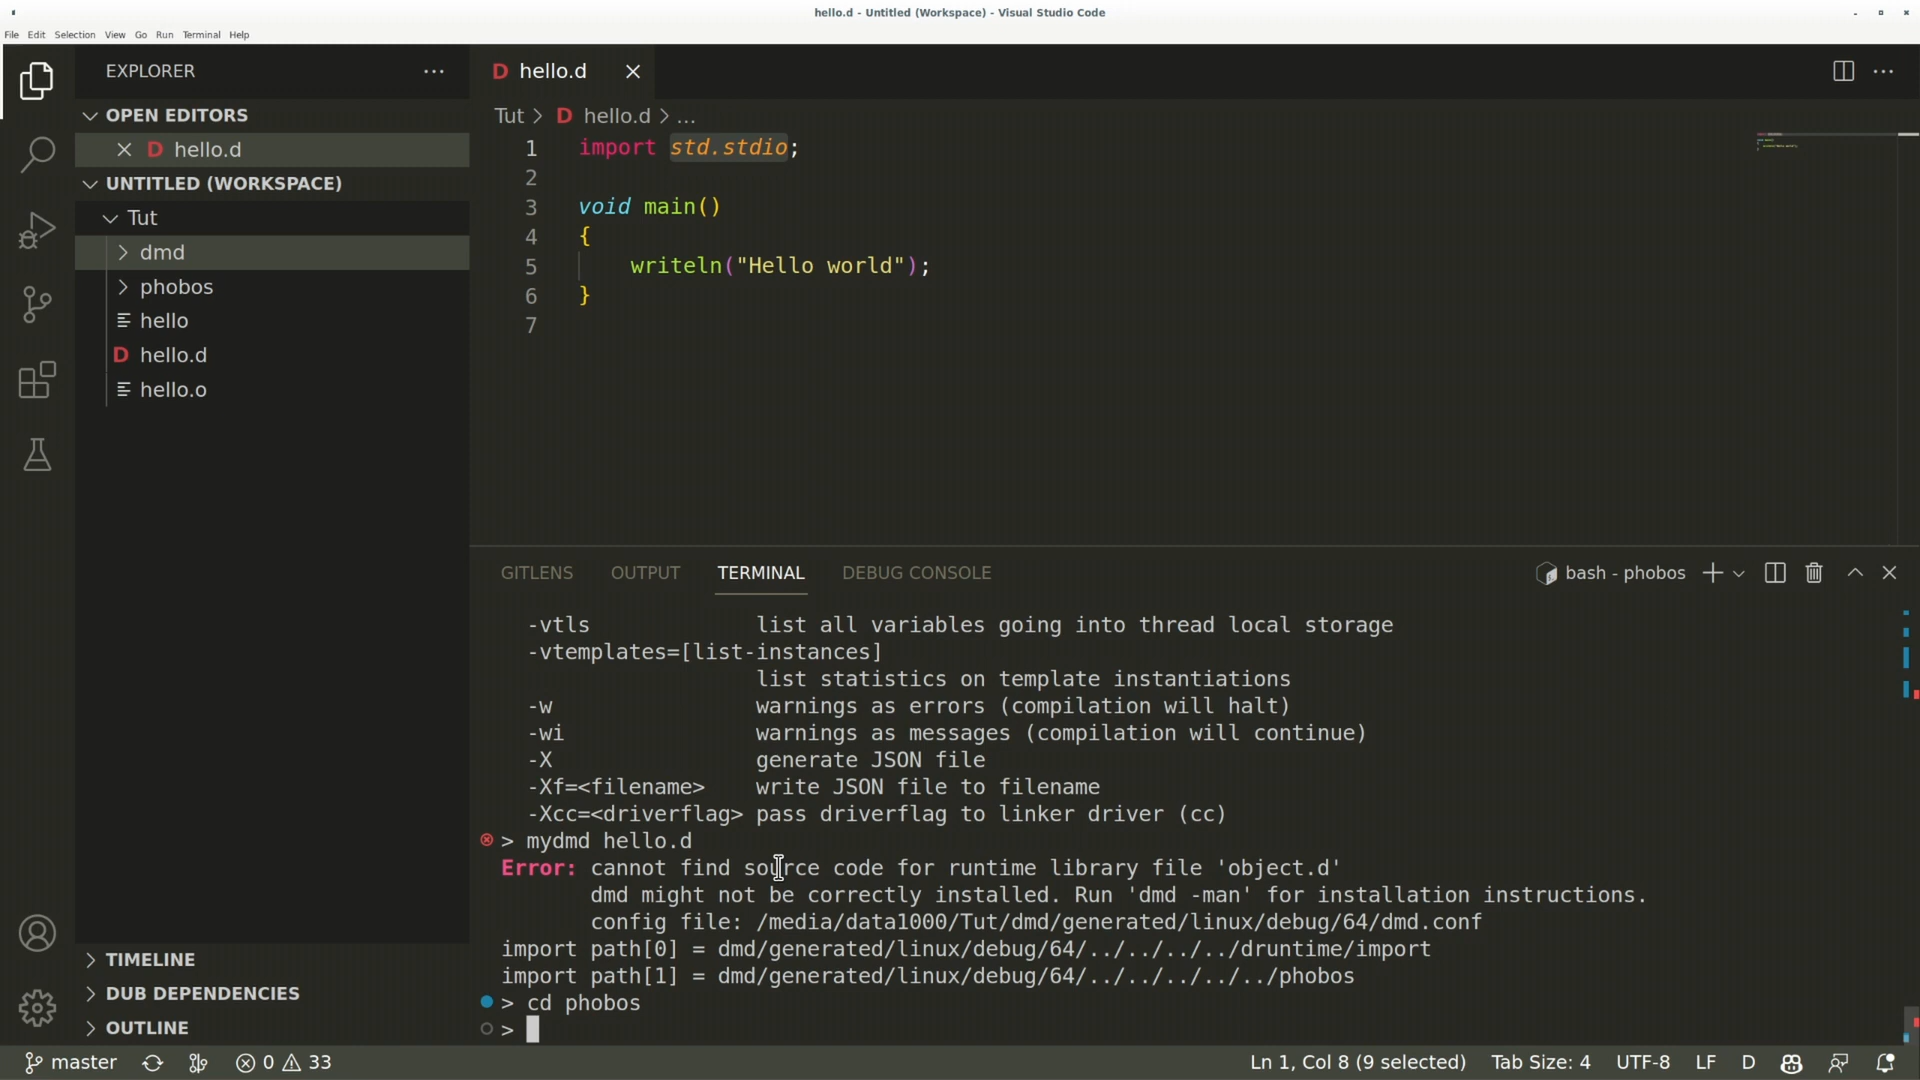 hello.d - Untitled (Workspace) - Visual Studio Code
File Edit Selection View Go Run Terminal Help
EXPLORER
OPEN EDITORS
hello.d
UNTITLED (WORKSPACE)
Tut
dmd
phobos
hello
hello.d
hello.o
TIMELINE
DUB DEPENDENCIES
OUTLINE
D hello.d
Tut > D hello.d > ...
1 import std.stdio;
2
3 void main()
4 {
5 writeln("Hello world");
6 }
7
GITLENS OUTPUT TERMINAL DEBUG CONSOLE bash - phobos
-vtls list all variables going into thread local storage
-vtemplates=[list-instances]
list statistics on template instantiations
-w warnings as errors (compilation will halt)
-wi warnings as messages (compilation will continue)
-X generate JSON file
-Xf=<filename> write JSON file to filename
-Xcc=<driverflag> pass driverflag to linker driver (cc)
> mydmd hello.d
Error: cannot find source code for runtime library file 'object.d'
dmd might not be correctly installed. Run 'dmd -man' for installation instructions.
config file: /media/data1000/Tut/dmd/generated/linux/debug/64/dmd.conf
import path[0] = dmd/generated/linux/debug/64/../../../../druntime/import
import path[1] = dmd/generated/linux/debug/64/../../../../../phobos
> cd phobos
>
master 0 33 Ln 1, Col 8 (9 selected) Tab Size: 4 UTF-8 LF D